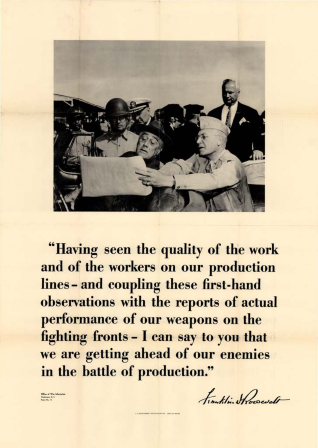 “Having seen the quality of the work
and of the workers on our production
lines – and coupling these first-hand
observations with the reports of actual
performance of our weapons on the
fighting fronts – I can say to you that
we are getting ahead of our enemies
in the battle of production.”
Office of War Information
Washington, D. C.
Franklin D Roosevelt